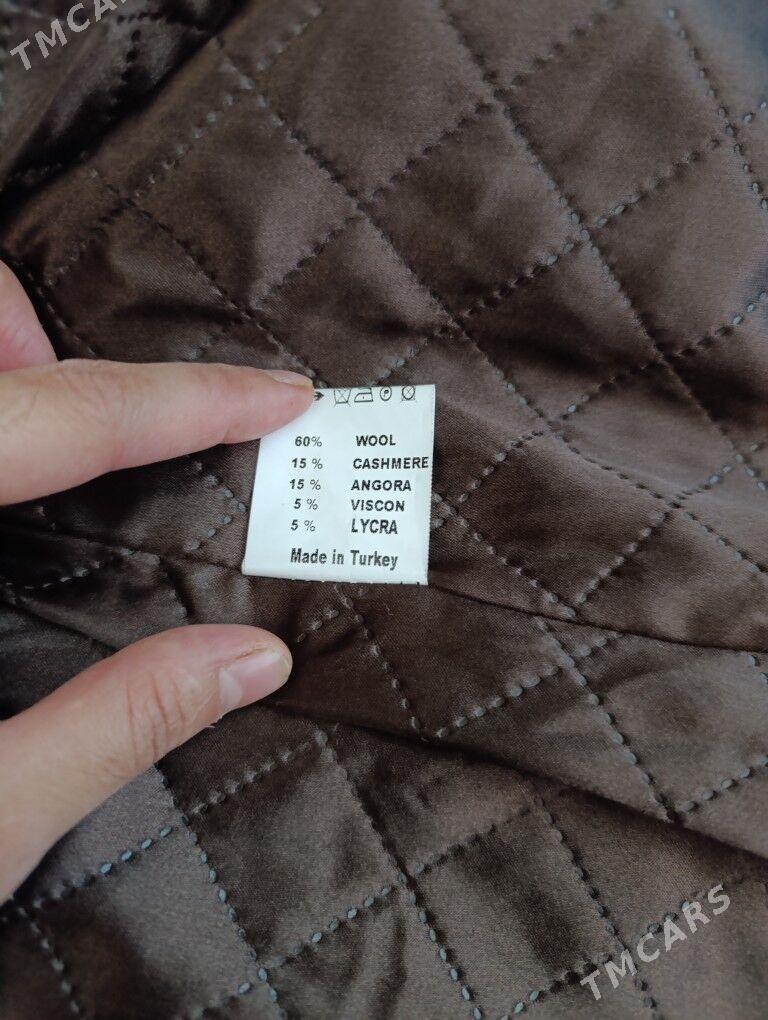 TMCARS
60% WOOL
15 % CASHMERE
15 % ANGORA
5 % VISCON
5 % LYCRA
Made in Turkey
TMCARS